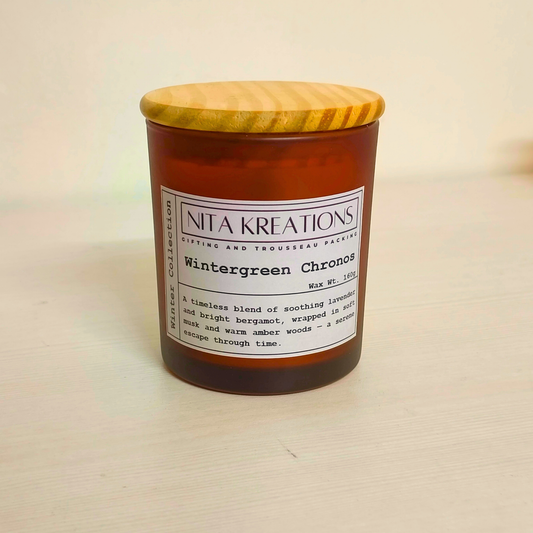 NITA KREATIONS
GIFTING AND TROUSSEAU PACKING
Wintergreen Chronos
Wax Wt. 160g
A timeless blend of soothing lavender
and bright bergamot, wrapped in soft
musk and warm amber woods — a serene
escape through time.
Winter Collection